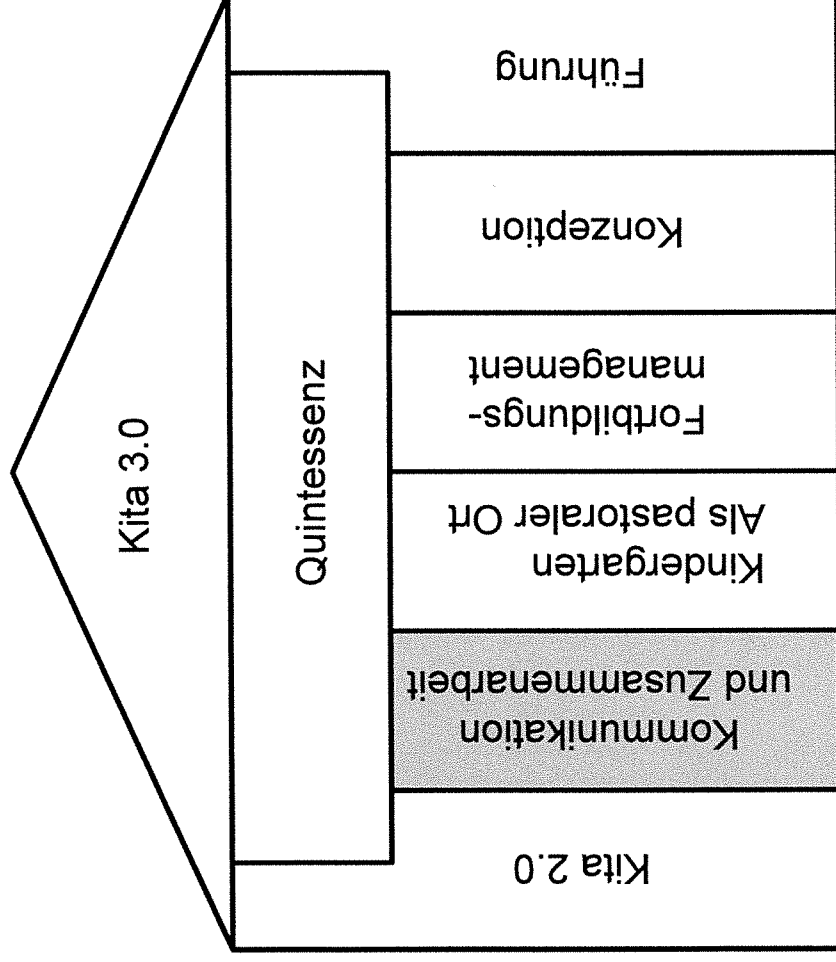 Kita 3.0
Quintessenz
Kita 2.0
Kommunikation
und Zusammenarbeit
Kindergarten
Als pastoraler Ort
Fortbildungs-
management
Konzeption
Führung